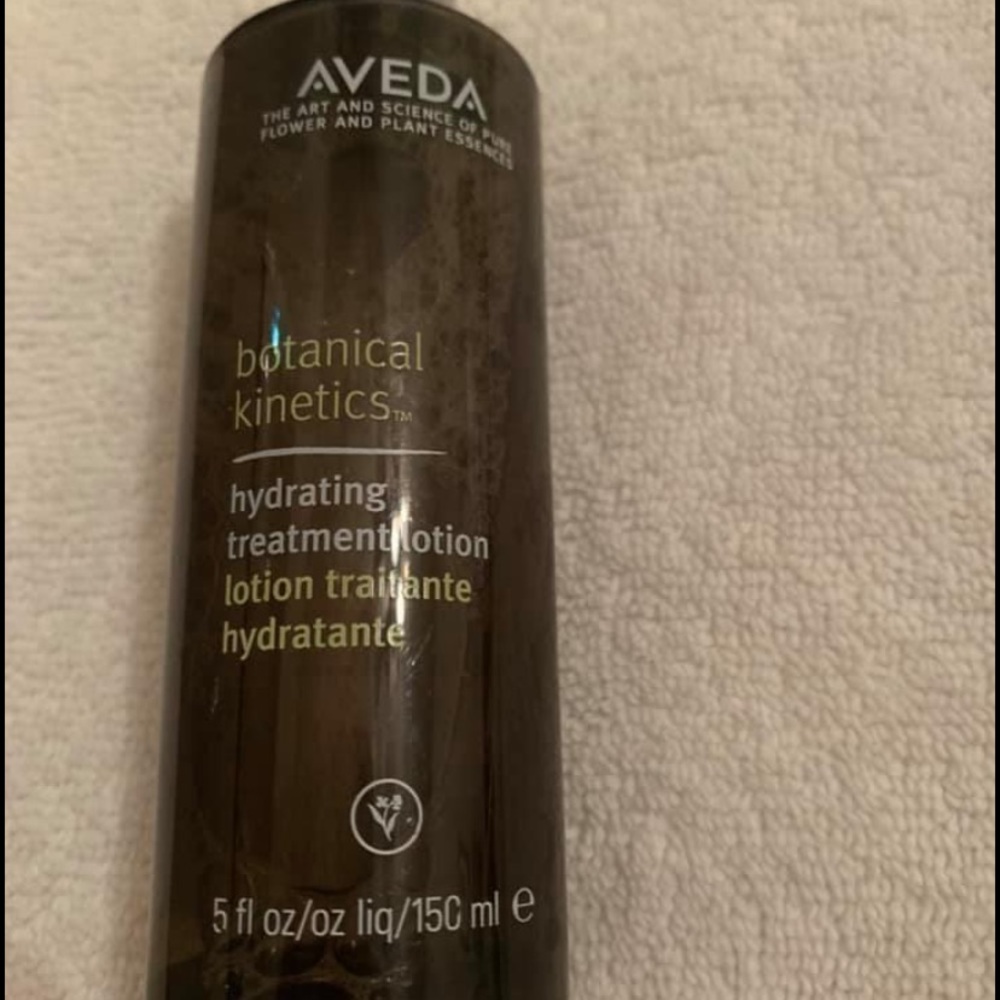 AVEDA
THE ART AND SCIENCE OF PURE
FLOWER AND PLANT ESSENCES
botanical
kinetics™
hydrating
treatment lotion
lotion traitante
hydratante
5 fl oz/oz liq/150 ml e